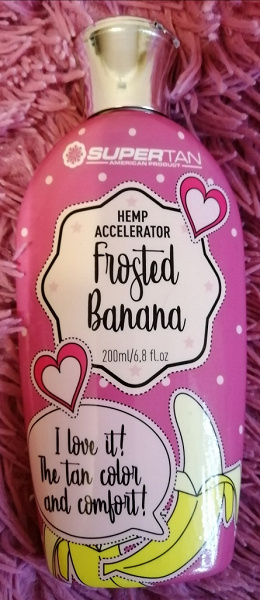 SUPERTAN
AMERICAN PRODUCT
HEMP
ACCELERATOR
Frosted
Banana
200ml/6,8 fl.oz
I love it!
The tan color
and comfort!